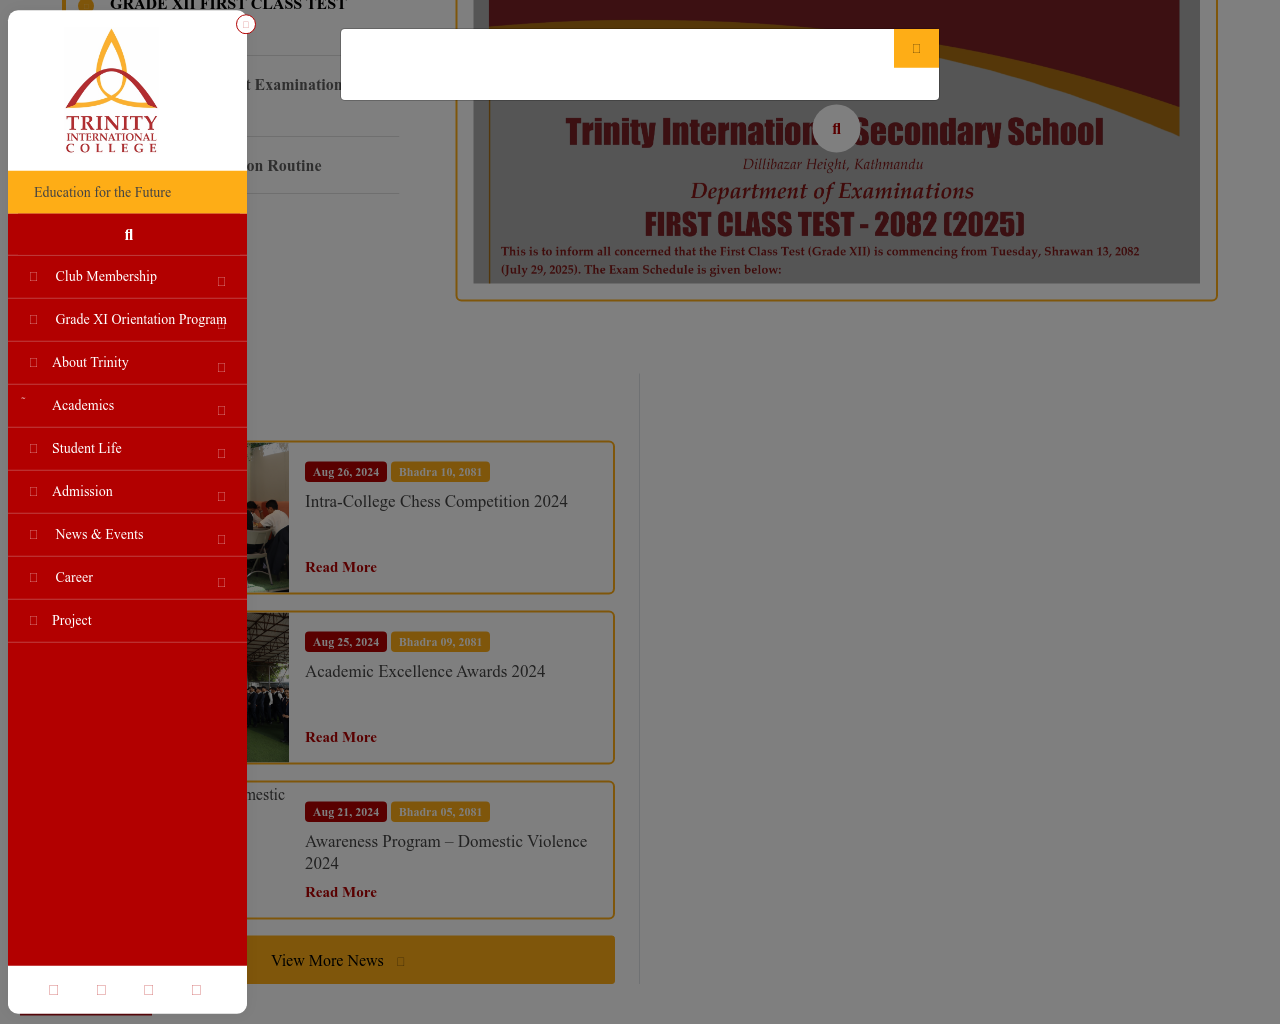 GRADE XII FIRST CLASS TEST
t Examination
on Routine
TRINITY
INTERNATIONAL
COLLEGE
Education for the Future
Club Membership
Grade XI Orientation Program
About Trinity
Academics
Student Life
Admission
News & Events
Career
Project
Trinity Internation Secondary School
Dillibazar Height, Kathmandu
Department of Examinations
FIRST CLASS TEST - 2082 (2025)
This is to inform all concerned that the First Class Test (Grade XII) is commencing from Tuesday, Shrawan 13, 2082
(July 29, 2025). The Exam Schedule is given below:
Aug 26, 2024 Bhadra 10, 2081
Intra-College Chess Competition 2024
Read More
Aug 25, 2024 Bhadra 09, 2081
Academic Excellence Awards 2024
Read More
mestic
Aug 21, 2024 Bhadra 05, 2081
Awareness Program – Domestic Violence
2024
Read More
View More News